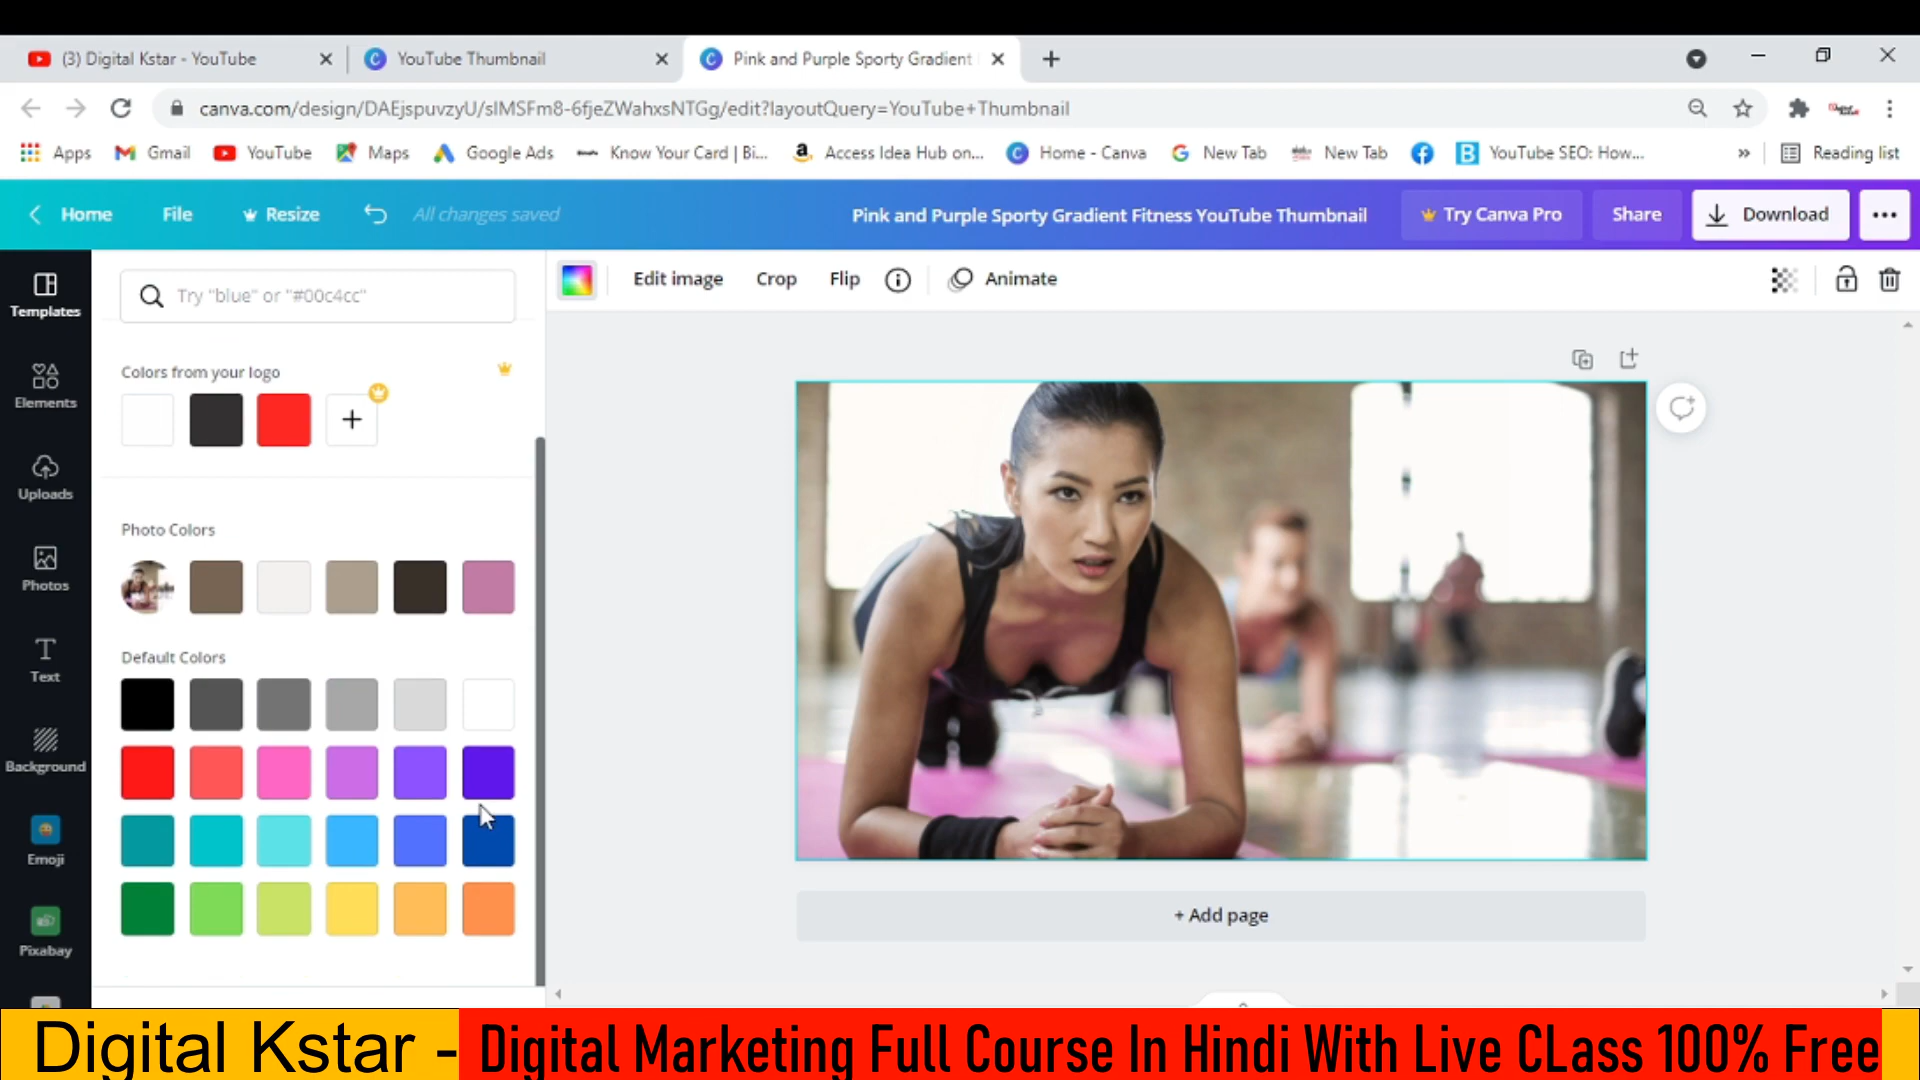 (3) Digital Kstar - YouTube
YouTube Thumbnail
Pink and Purple Sporty Gradient
canva.com/design/DAEjspuvzyU/slMSFm8-6fjeZWahxsNTGg/edit?layoutQuery=YouTube+Thumbnail
Apps
Gmail
YouTube
Maps
Google Ads
Know Your Card | Bi...
Access Idea Hub on...
Home - Canva
New Tab
New Tab
YouTube SEO: How...
»
Reading list
Home
File
Resize
All changes saved
Pink and Purple Sporty Gradient Fitness YouTube Thumbnail
Try Canva Pro
Share
Download
Templates
Elements
Uploads
Photos
Text
Background
Emoji
Pixabay
Try "blue" or "#00c4cc"
Colors from your logo
Photo Colors
Default Colors
Edit image
Crop
Flip
Animate
+ Add page
Digital Kstar - Digital Marketing Full Course In Hindi With Live CLass 100% Free